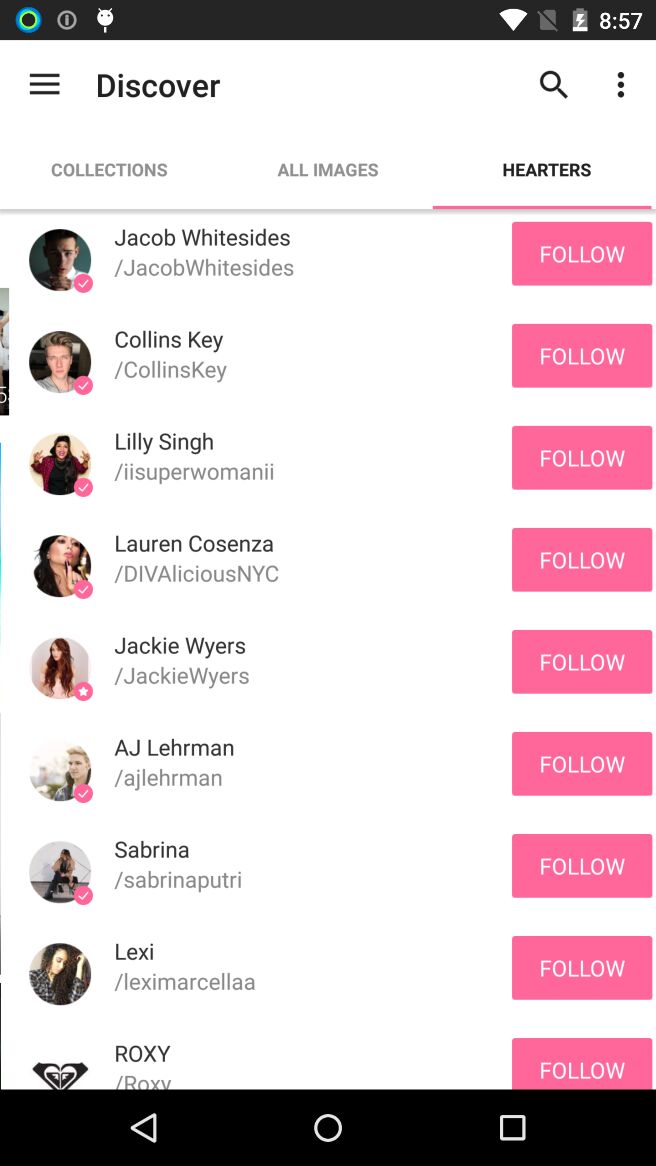 8:57
Discover
COLLECTIONS ALL IMAGES HEARTERS
Jacob Whitesides
/JacobWhitesides
FOLLOW
Collins Key
/CollinsKey
FOLLOW
Lilly Singh
/iisuperwomanii
FOLLOW
Lauren Cosenza
/DIVAliciousNYC
FOLLOW
Jackie Wyers
/JackieWyers
FOLLOW
AJ Lehrman
/ajlehrman
FOLLOW
Sabrina
/sabrinaputri
FOLLOW
Lexi
/leximarcellaa
FOLLOW
ROXY
/Roxy
FOLLOW